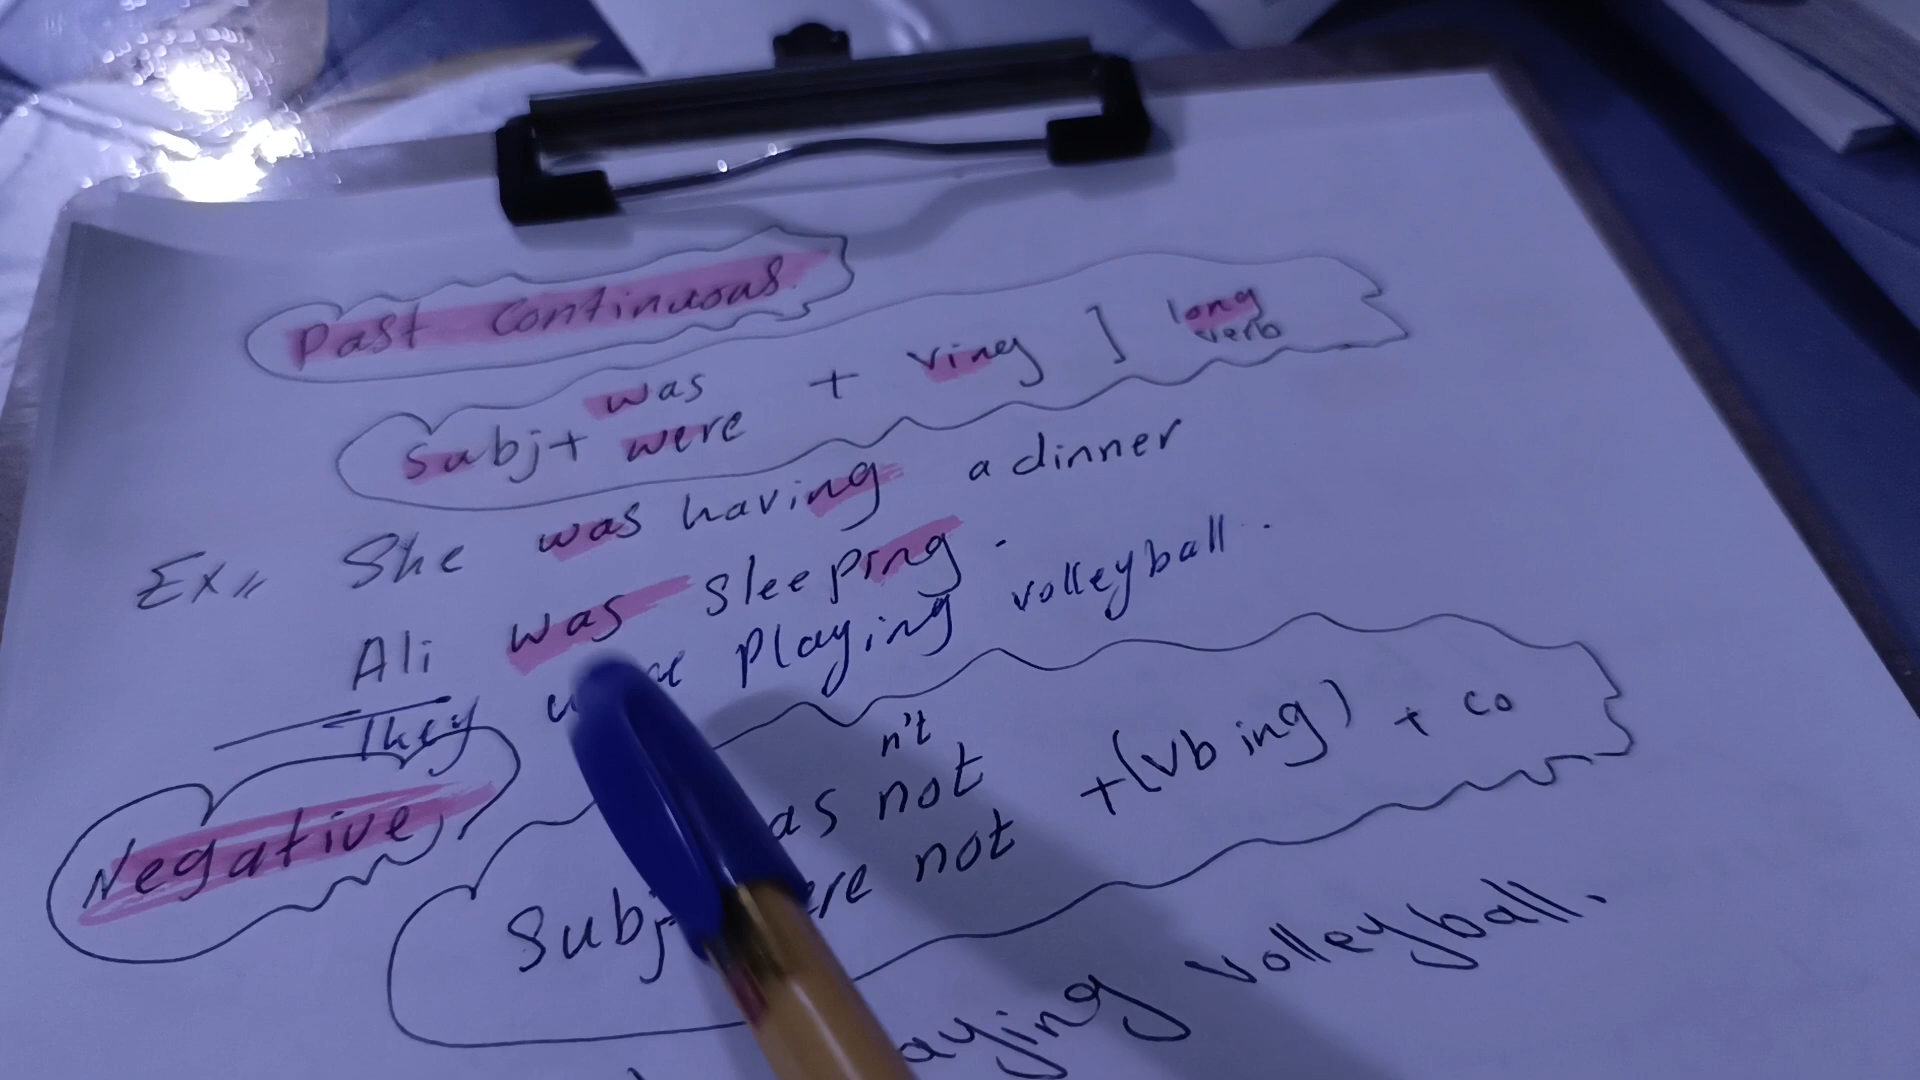 Past Continuous.
was
Subj+ were + Ving ] long verb
Ex// She was having a dinner
Ali was sleeping.
They playing volleyball.
Negative
n't
not
Subj not +(Vb ing) + Co
volleyball.